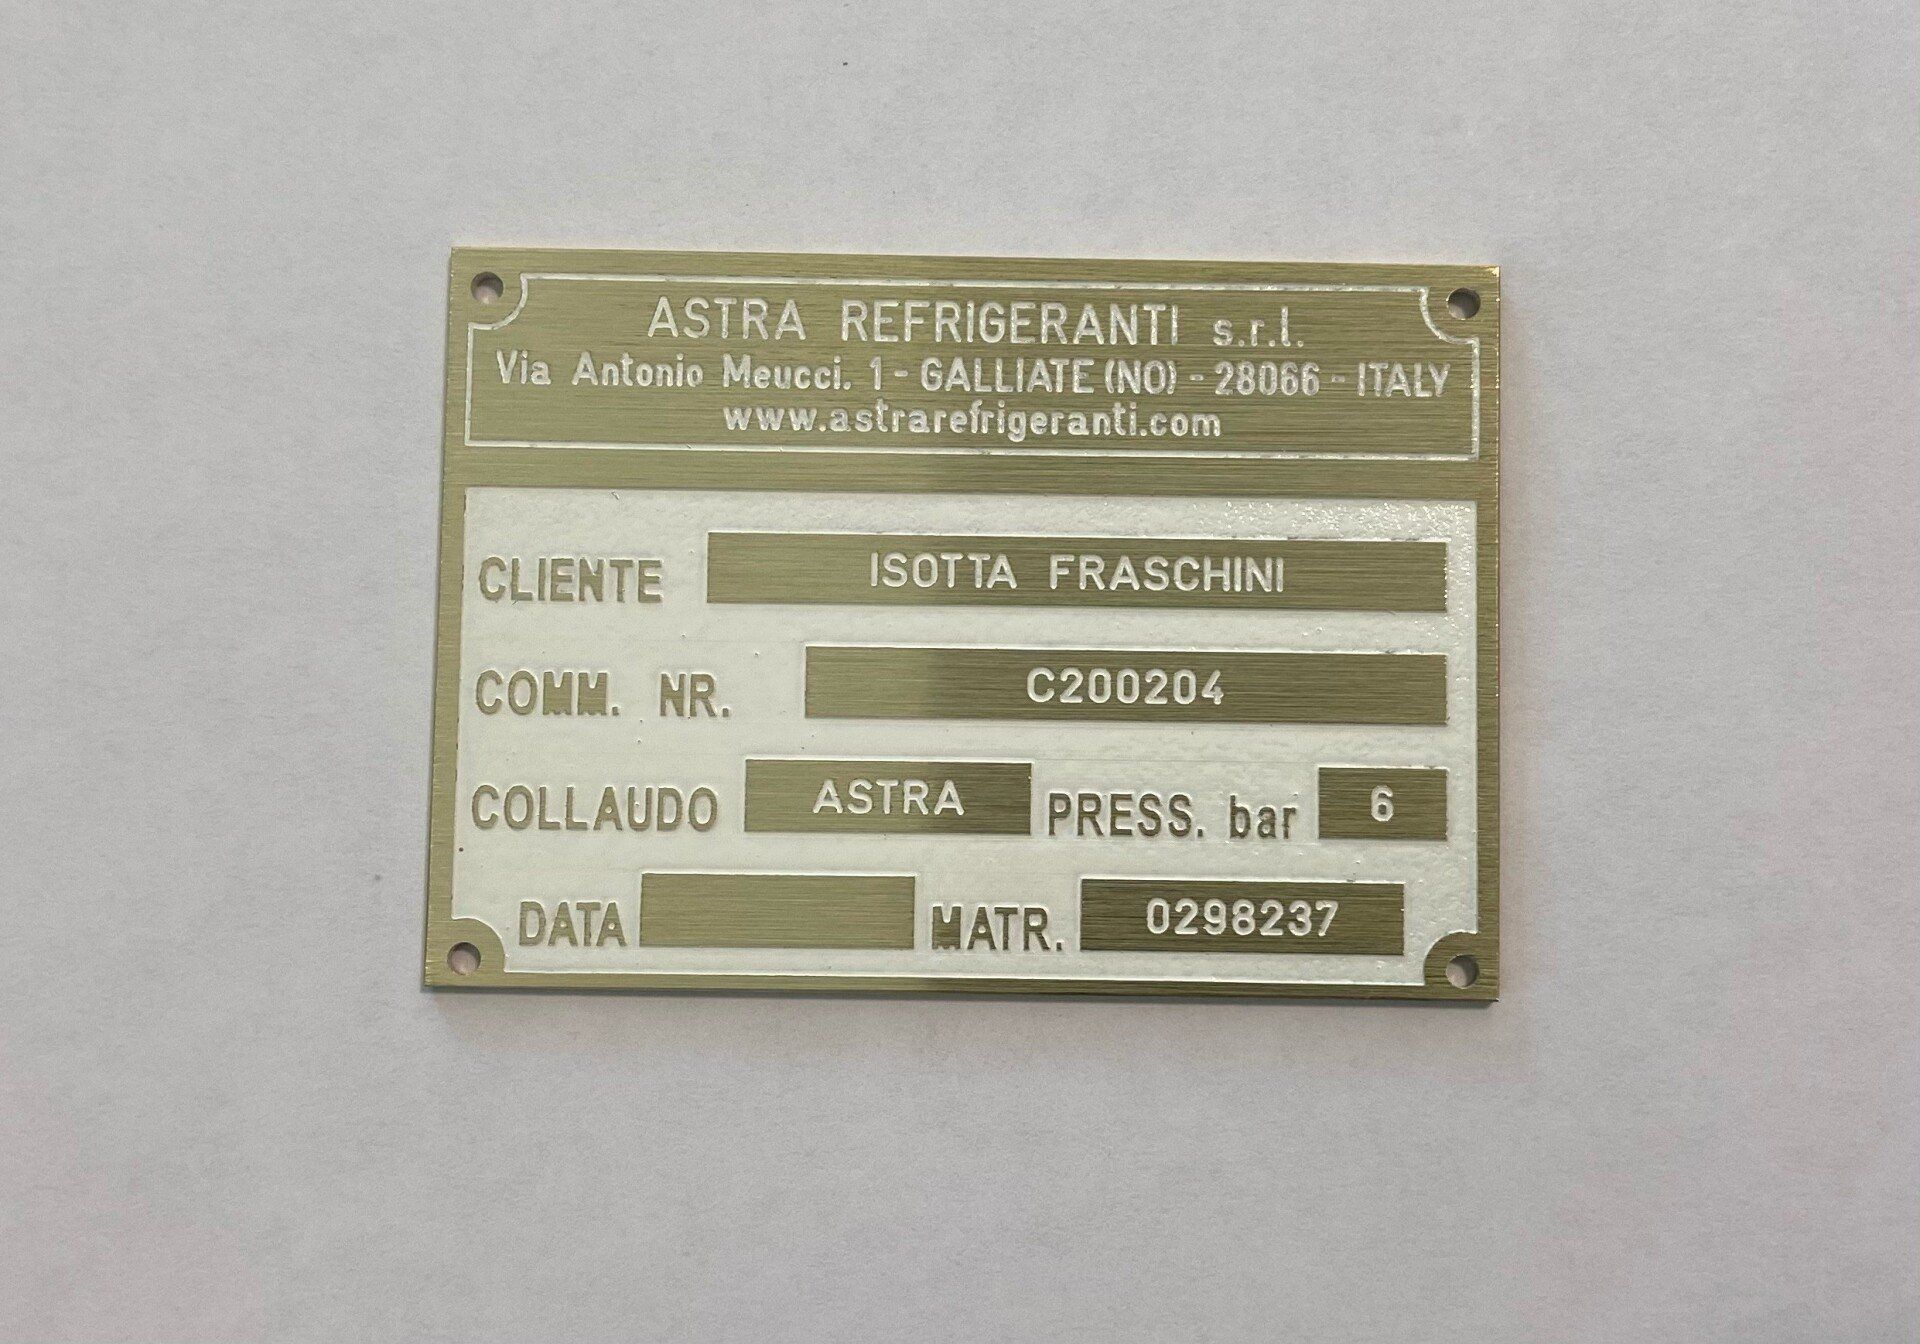 ASTRA REFRIGERANTI s.r.l.
Via Antonio Meucci. 1 - GALLIATE (NO) - 28066 - ITALY
www.astrarefrigeranti.com
CLIENTE ISOTTA FRASCHINI
COMM. NR. C200204
COLLAUDO ASTRA PRESS. bar 6
DATA MATR. 0298237